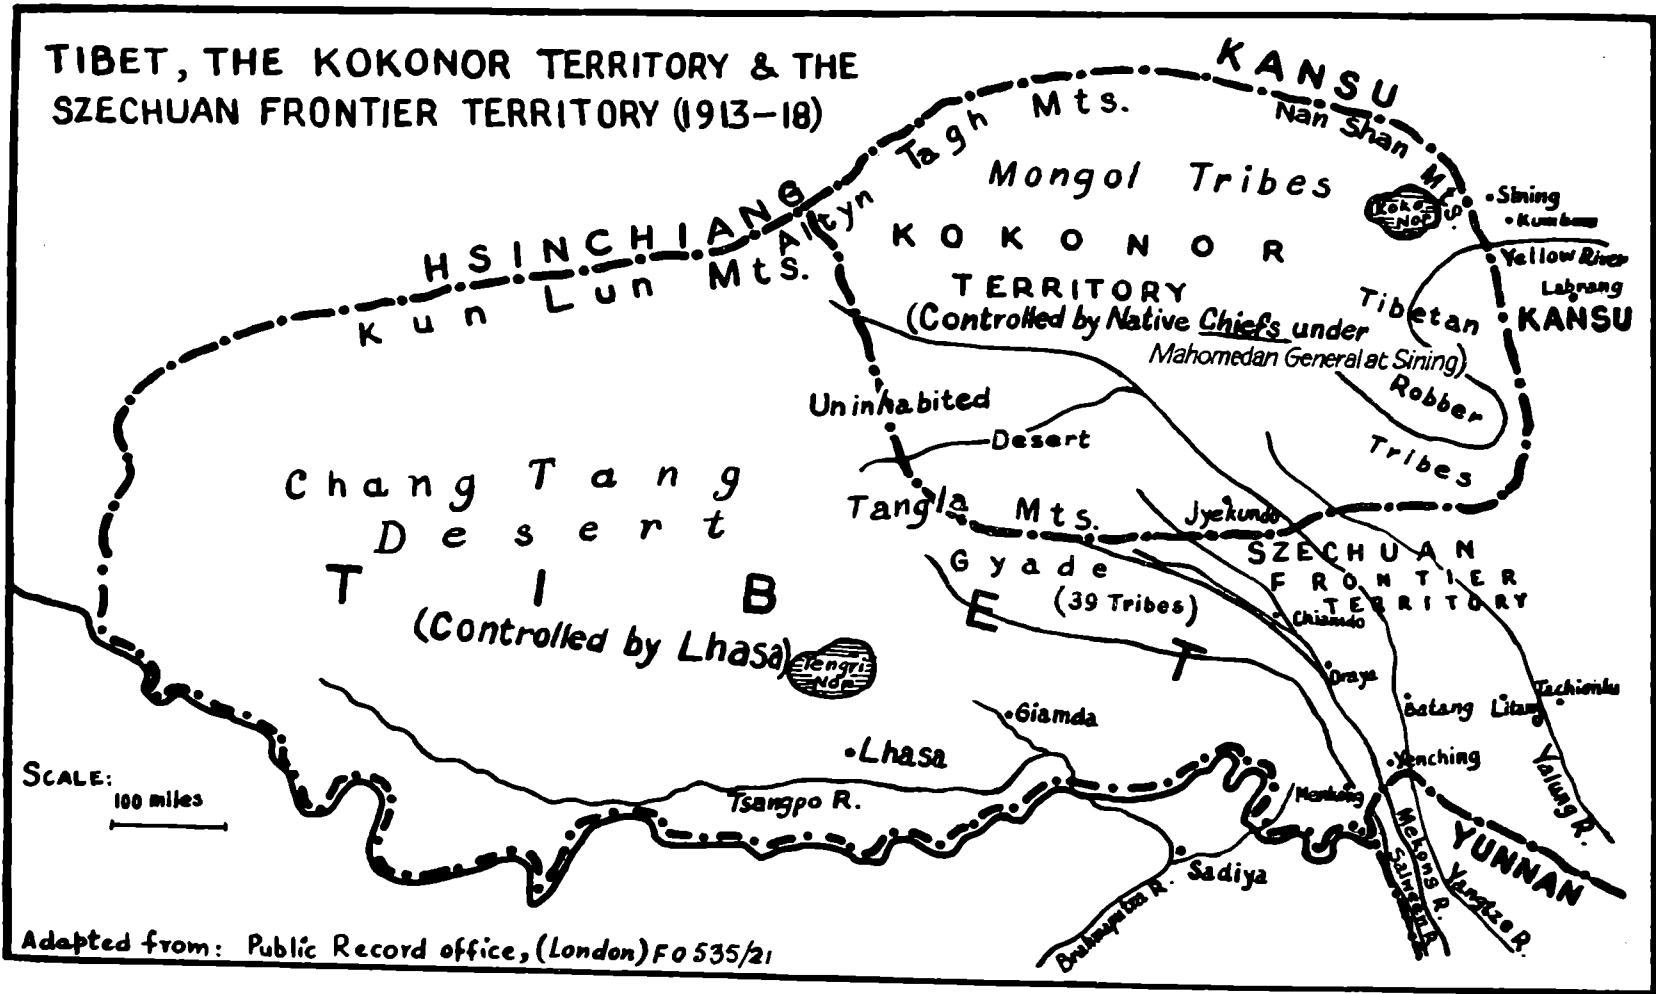 TIBET, THE KOKONOR TERRITORY & THE
SZECHUAN FRONTIER TERRITORY (1913-18)
KANSU
Nan Shan Mts.
Altyn Tagh Mts.
HSINCHIANG
Kun Lun Mts.
Mongol Tribes
Koko
Nor
Sining
Kumbum
Yellow River
Labrang
KANSU
KOKONOR
TERRITORY
(Controlled by Native Chiefs under
Mahomedan General at Sining)
Tibetan
Robber
Tribes
Uninhabited
Desert
Chang Tang
Desert
Tangla Mts.
Jyekundo
SZECHUAN
FRONTIER
TERRITORY
Gyade
(39 Tribes)
TIBET
(Controlled by Lhasa)
Tengri
Nor
Chiamdo
Draya
Batang
Litang
Tachienlu
Giamda
Lhasa
Yenching
Menkong
Tsangpo R.
SCALE:
100 miles
Sadiya
Brahmaputra R.
Mekong R.
Salween R.
Yangtze R.
Yalung R.
YUNNAN
Adapted from: Public Record office, (London) FO 535/21